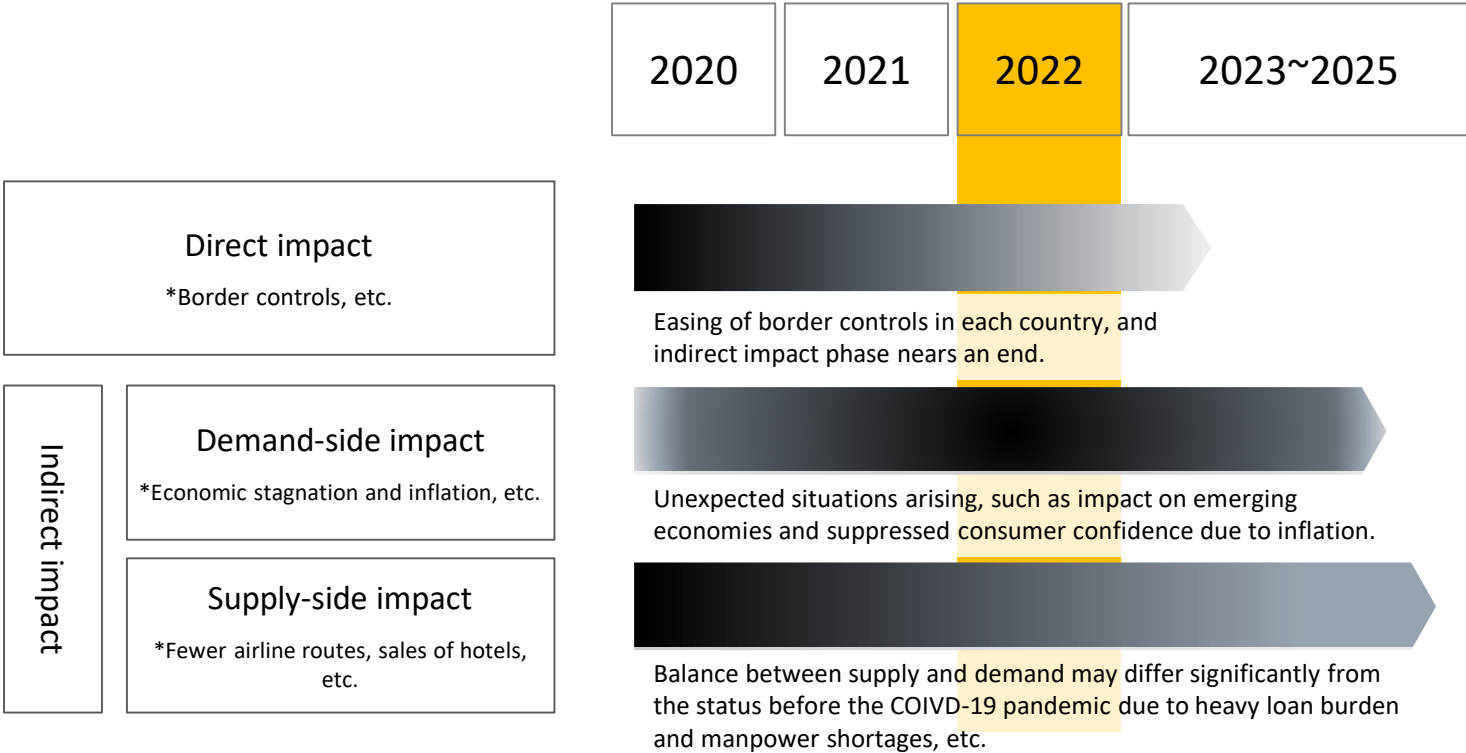 2020
2021
2022
2023~2025
Direct impact
*Border controls, etc.
Easing of border controls in each country, and
indirect impact phase nears an end.
Indirect impact
Demand-side impact
*Economic stagnation and inflation, etc.
Unexpected situations arising, such as impact on emerging
economies and suppressed consumer confidence due to inflation.
Supply-side impact
*Fewer airline routes, sales of hotels,
etc.
Balance between supply and demand may differ significantly from
the status before the COIVD-19 pandemic due to heavy loan burden
and manpower shortages, etc.